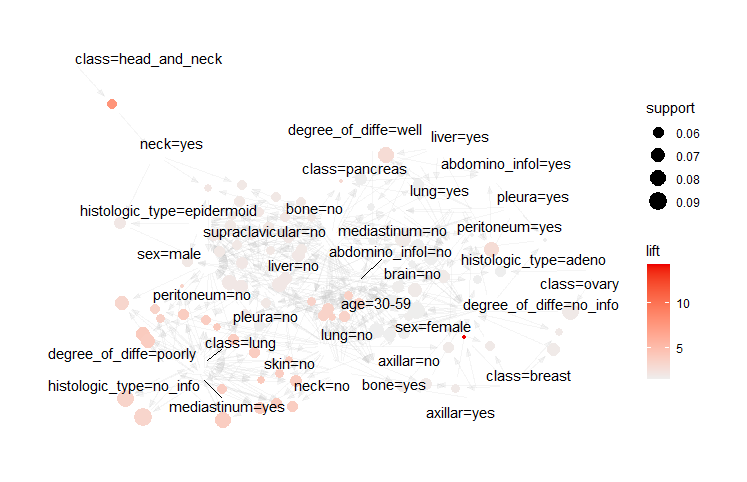 class=head_and_neck
support
degree_of_diffe=well
liver=yes
0.06
neck=yes
0.07
class=pancreas
abdomino_infol=yes
0.08
lung=yes
pleura=yes
0.09
histologic_type=epidermoid
bone=no
supraclavicular=no
mediastinum=no
peritoneum=yes
lift
sex=male
abdomino_infol=no
histologic_type=adeno
liver=no
brain=no
class=ovary
peritoneum=no
age=30-59
degree_of_diffe=no_info
10
pleura=no
sex=female
lung=no
class=lung
5
degree_of_diffe=poorly
skin=no
axillar=no
class=breast
histologic_type=no_info
neck=no
bone=yes
mediastinum=yes
axillar=yes